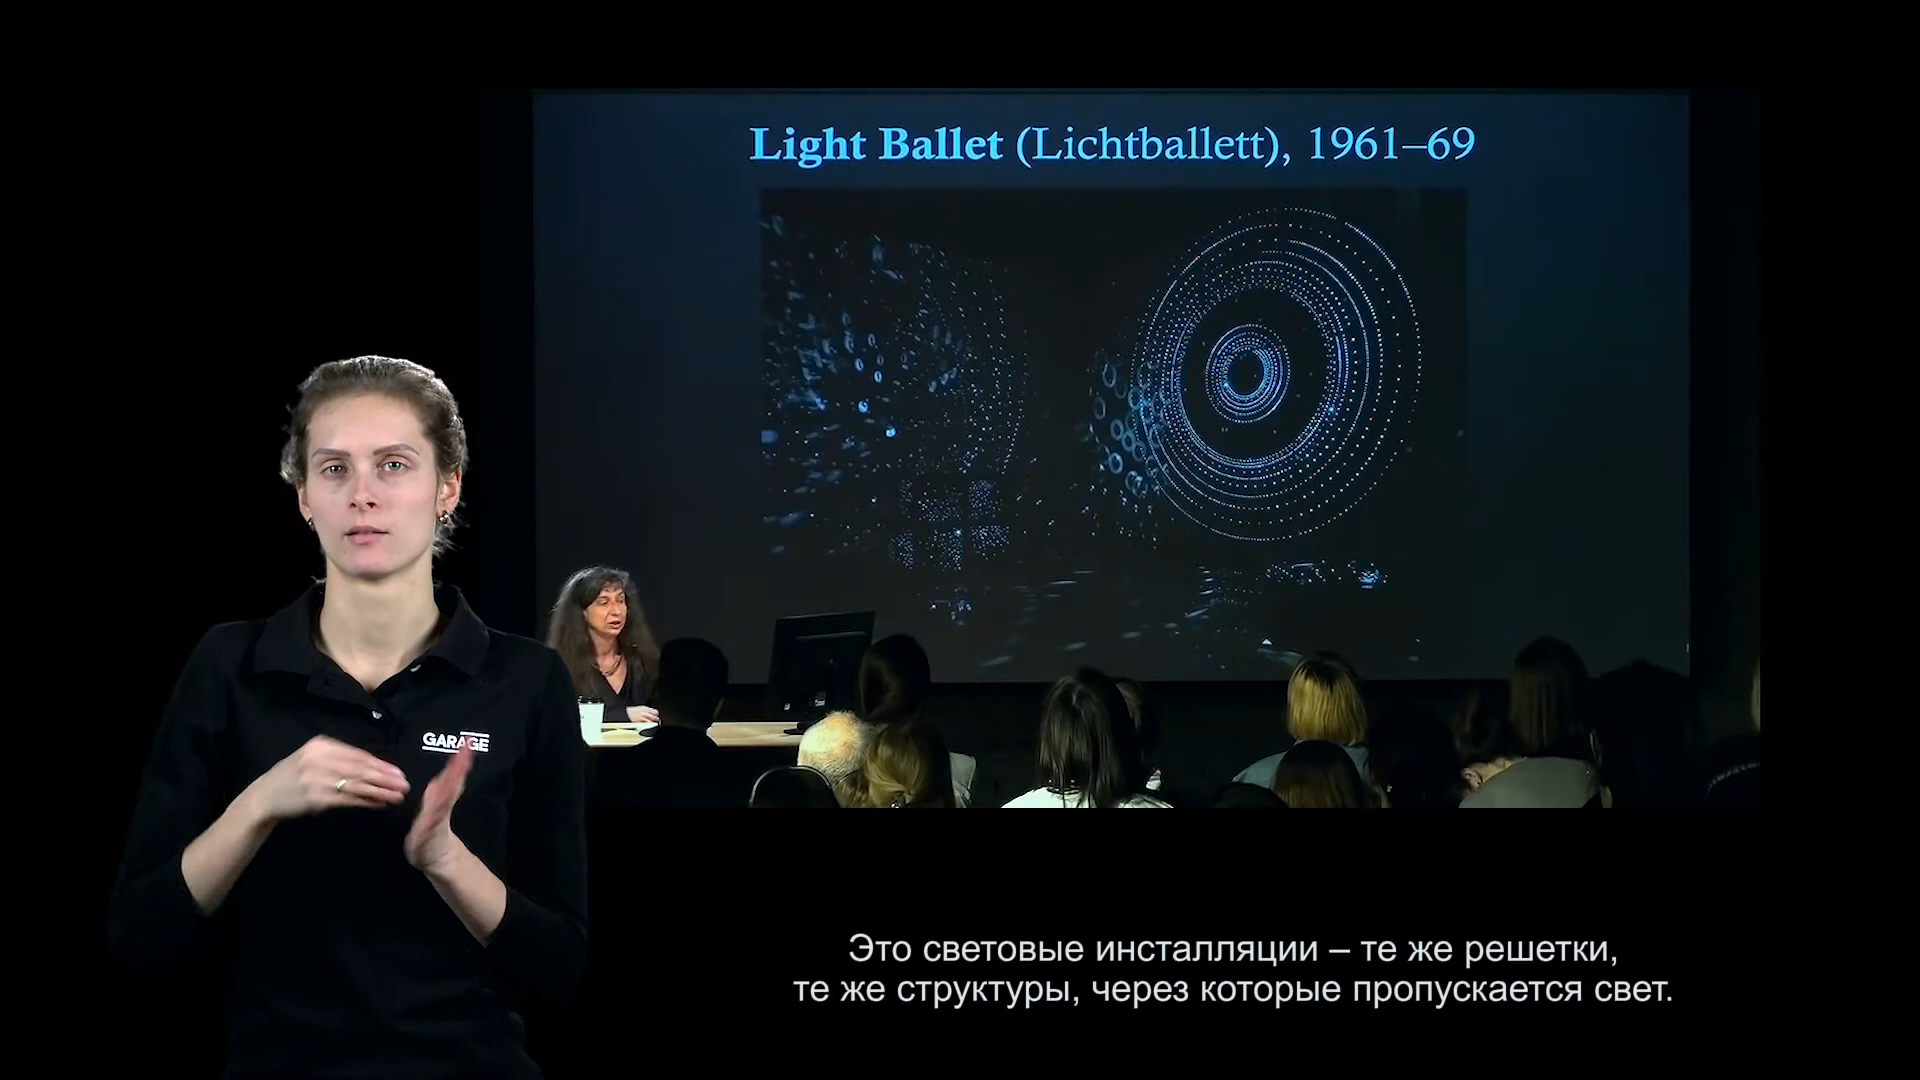 Light Ballet (Lichtballett), 1961–69
GARAGE
Это световые инсталляции – те же решетки,
те же структуры, через которые пропускается свет.